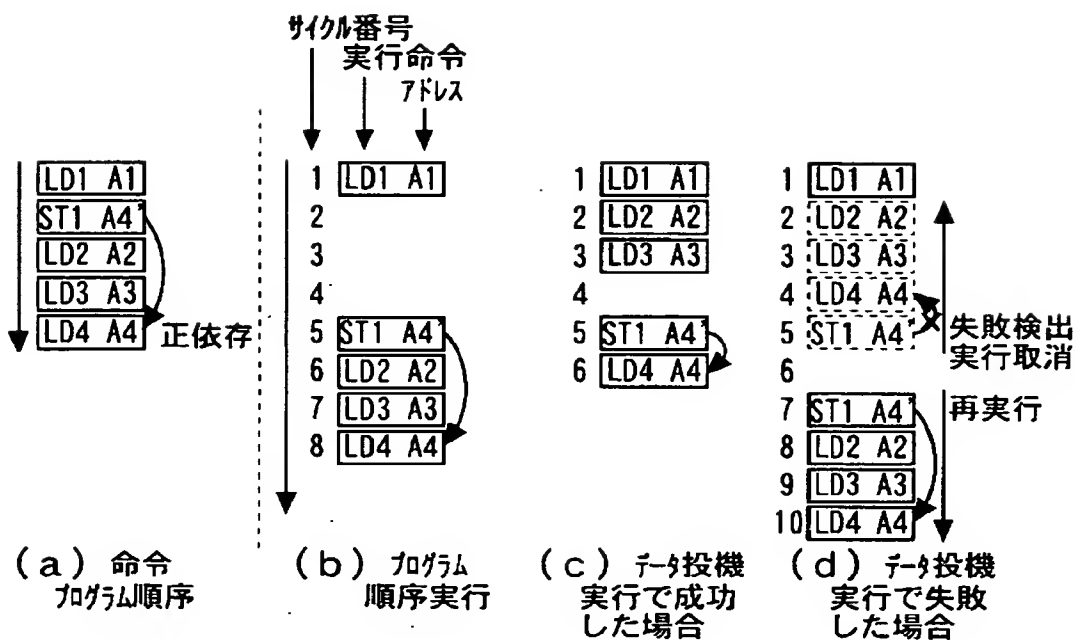 サイクル番号
実行命令
アドレス
LD1 A1
ST1 A4
LD2 A2
LD3 A3
LD4 A4
正依存
1 LD1 A1
2
3
4
5 ST1 A4
6 LD2 A2
7 LD3 A3
8 LD4 A4
1 LD1 A1
2 LD2 A2
3 LD3 A3
4
5 ST1 A4
6 LD4 A4
1 LD1 A1
2 LD2 A2
3 LD3 A3
4 LD4 A4
5 ST1 A4
6
7 ST1 A4
8 LD2 A2
9 LD3 A3
10 LD4 A4
失敗検出
実行取消
再実行
(a) 命令
プログラム順序
(b) プログラム
順序実行
(c) データ投機
実行で成功
した場合
(d) データ投機
実行で失敗
した場合